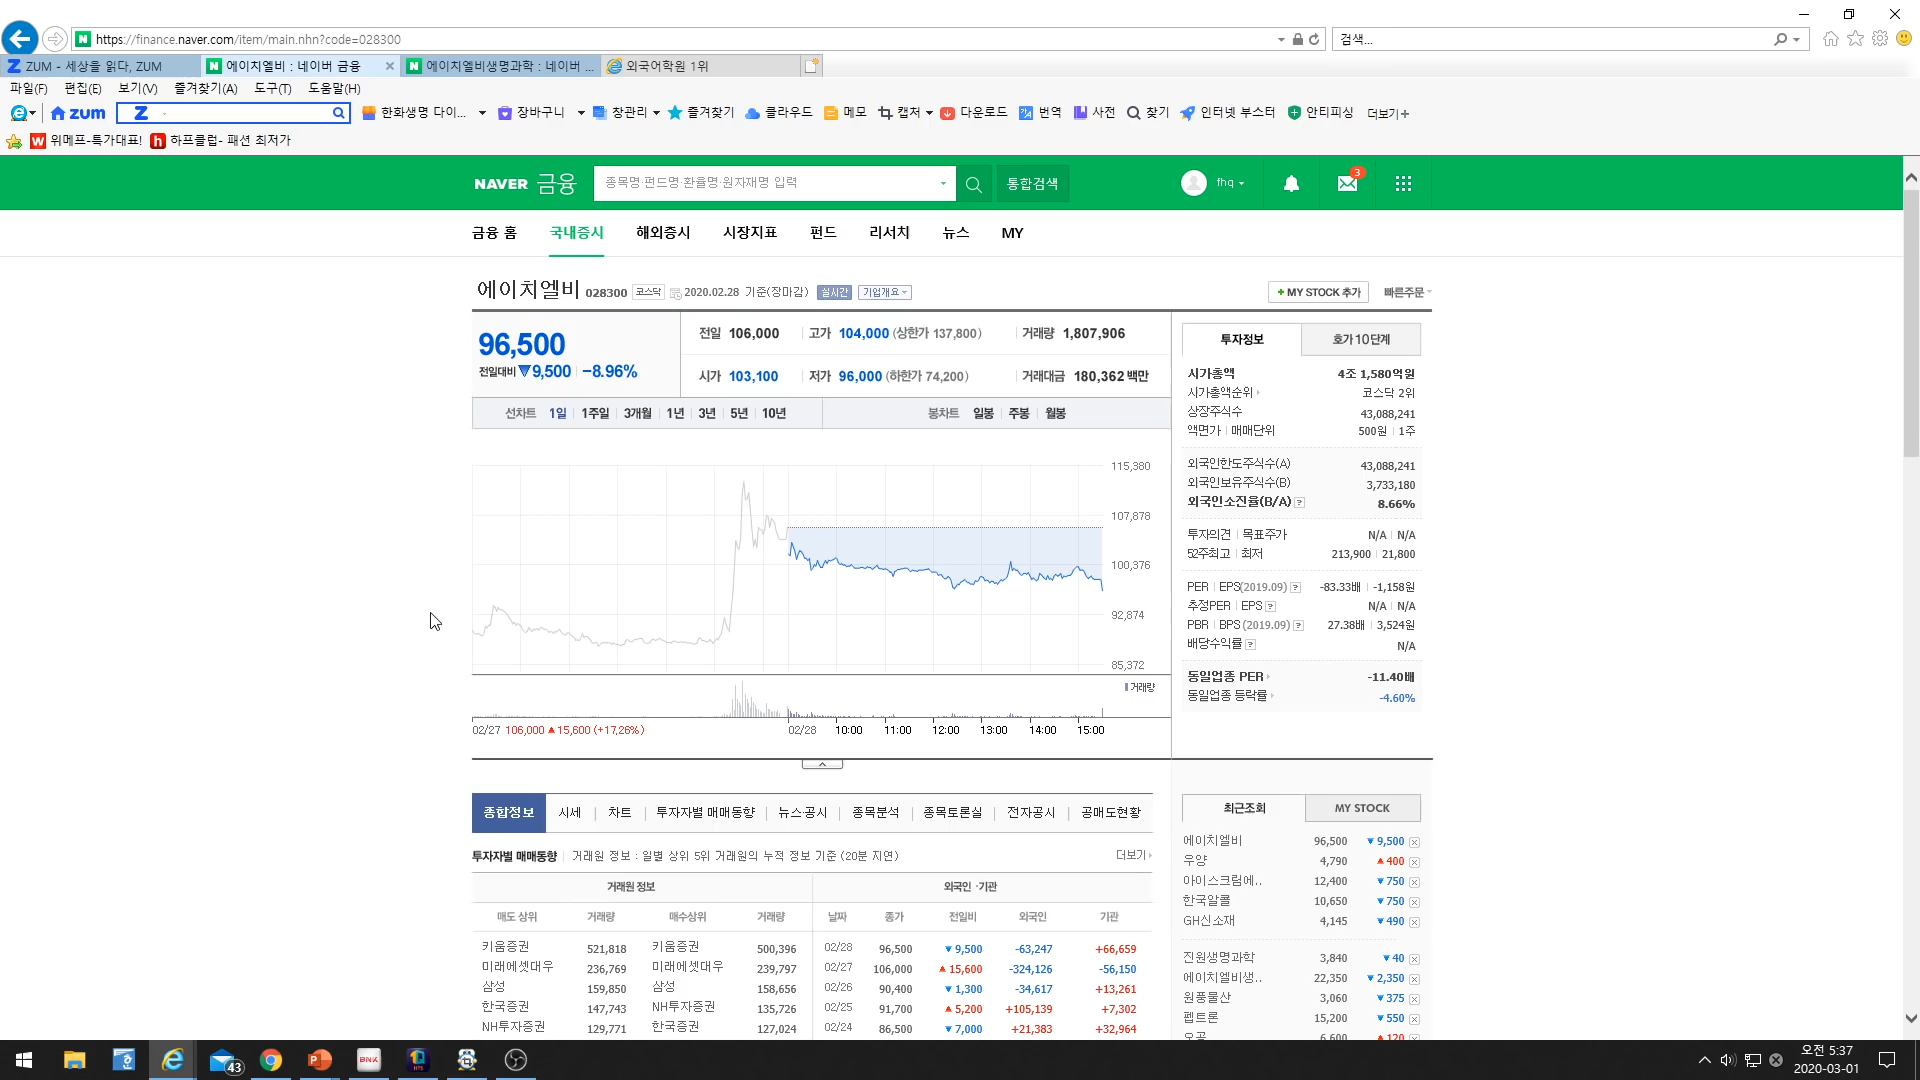 https://finance.naver.com/item/main.nhn?code=028300
검색...
ZUM - 세상을 읽다, ZUM
에이치엘비 : 네이버 금융
에이치엘비생명과학 : 네이버 ...
외국어학원 1위
파일(F) 편집(E) 보기(V) 즐겨찾기(A) 도구(T) 도움말(H)
zum 한화생명 다이... 장바구니 창관리 즐겨찾기 클라우드 메모 캡처 다운로드 번역 사전 찾기 인터넷 부스터 안티피싱 더보기+
위메프-특가대표! 하프클럽- 패션 최저가
NAVER 금융 종목명·펀드명·환율명·원자재명 입력 통합검색 fhq 3
금융 홈 국내증시 해외증시 시장지표 펀드 리서치 뉴스 MY
에이치엘비 028300 코스닥 2020.02.28 기준(장마감) 실시간 기업개요
+ MY STOCK 추가 빠른주문
96,500
전일대비 ▼9,500 −8.96%
전일 106,000 고가 104,000 (상한가 137,800) 거래량 1,807,906
시가 103,100 저가 96,000 (하한가 74,200) 거래대금 180,362 백만
선차트 1일 1주일 3개월 1년 3년 5년 10년 봉차트 일봉 주봉 월봉
115,380
107,878
100,376
92,874
85,372
거래량
02/27 106,000 ▲ 15,600 (+17.26%) 02/28 10:00 11:00 12:00 13:00 14:00 15:00
투자정보 호가 10단계
시가총액 4조 1,580억원
시가총액순위 코스닥 2위
상장주식수 43,088,241
액면가 매매단위 500원 1주
외국인한도주식수(A) 43,088,241
외국인보유주식수(B) 3,733,180
외국인소진율(B/A) ? 8.66%
투자의견 목표주가 N/A N/A
52주최고 최저 213,900 21,800
PER EPS(2019.09) ? -83.33배 -1,158원
추정PER EPS ? N/A N/A
PBR BPS (2019.09) ? 27.38배 3,524원
배당수익률 ? N/A
동일업종 PER -11.40배
동일업종 등락률 -4.60%
종합정보 시세 차트 투자자별 매매동향 뉴스·공시 종목분석 종목토론실 전자공시 공매도현황
투자자별 매매동향 거래원 정보 : 일별 상위 5위 거래원의 누적 정보 기준 (20분 지연) 더보기
거래원 정보 외국인·기관
매도 상위 거래량 매수상위 거래량 날짜 종가 전일비 외국인 기관
키움증권 521,818 키움증권 500,396 02/28 96,500 ▼ 9,500 -63,247 +66,659
미래에셋대우 236,769 미래에셋대우 239,797 02/27 106,000 ▲ 15,600 -324,126 -56,150
삼성 159,850 삼성 158,656 02/26 90,400 ▼ 1,300 -34,617 +13,261
한국증권 147,743 NH투자증권 135,726 02/25 91,700 ▲ 5,200 +105,139 +7,302
NH투자증권 129,771 한국증권 127,024 02/24 86,500 ▼ 7,000 +21,383 +32,964
최근조회 MY STOCK
에이치엘비 96,500 ▼ 9,500
우양 4,790 ▲ 400
아이스크림에.. 12,400 ▼ 750
한국알콜 10,650 ▼ 750
GH신소재 4,145 ▼ 490
진원생명과학 3,840 ▼ 40
에이치엘비생.. 22,350 ▼ 2,350
원풍물산 3,060 ▼ 375
펩트론 15,200 ▼ 550
오공 6,600 ▲ 120
43
BNK
HTS
오전 5:37
2020-03-01